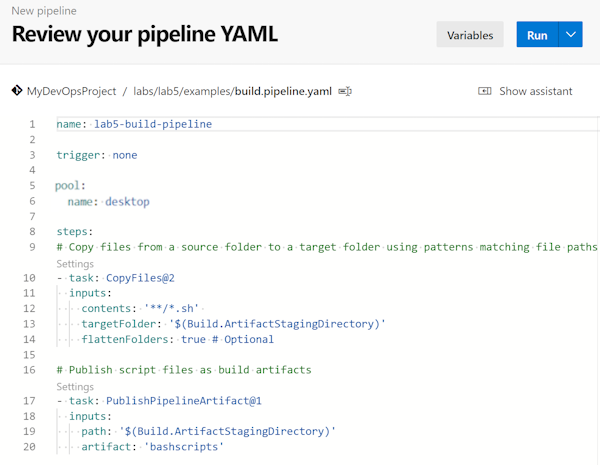 New pipeline
Review your pipeline YAML
Variables
Run
MyDevOpsProject / labs/lab5/examples/build.pipeline.yaml
Show assistant
1 name: lab5-build-pipeline
2
3 trigger: none
4
5 pool:
6   name: desktop
7
8 steps:
9 # Copy files from a source folder to a target folder using patterns matching file paths
Settings
10 - task: CopyFiles@2
11   inputs:
12     contents: '**/*.sh'
13     targetFolder: '$(Build.ArtifactStagingDirectory)'
14     flattenFolders: true # Optional
15
16 # Publish script files as build artifacts
Settings
17 - task: PublishPipelineArtifact@1
18   inputs:
19     path: '$(Build.ArtifactStagingDirectory)'
20     artifact: 'bashscripts'